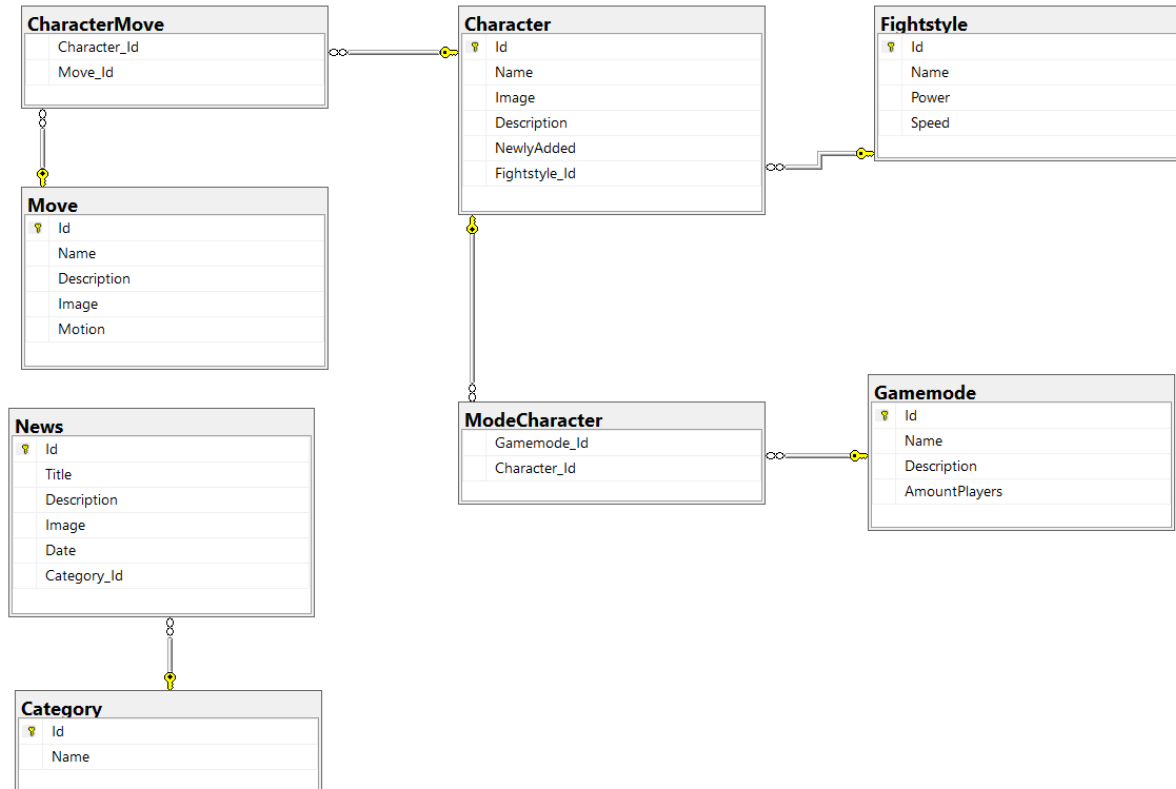 CharacterMove
Character_Id
Move_Id
Character
Id
Name
Image
Description
NewlyAdded
Fightstyle_Id
Fightstyle
Id
Name
Power
Speed
Move
Id
Name
Description
Image
Motion
News
Id
Title
Description
Image
Date
Category_Id
ModeCharacter
Gamemode_Id
Character_Id
Gamemode
Id
Name
Description
AmountPlayers
Category
Id
Name